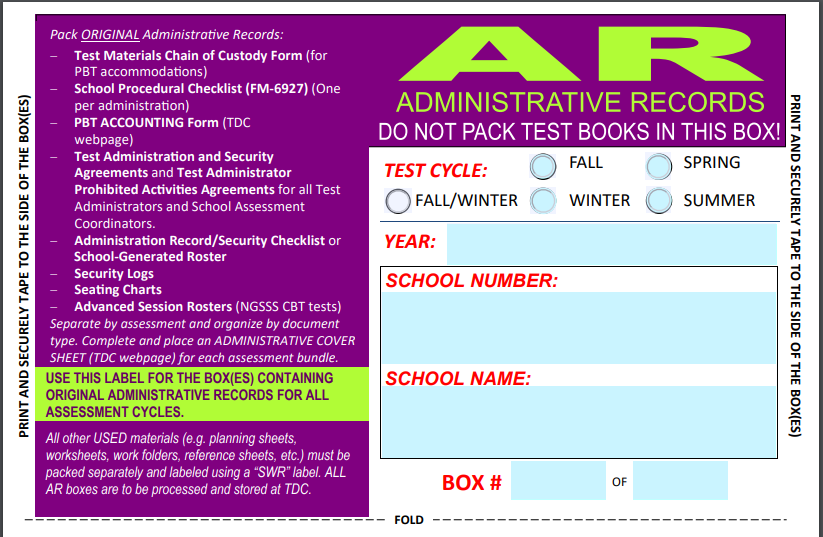 Pack ORIGINAL Administrative Records:
– Test Materials Chain of Custody Form (for
PBT accommodations)
– School Procedural Checklist (FM-6927) (One
per administration)
– PBT ACCOUNTING Form (TDC
webpage)
– Test Administration and Security
Agreements and Test Administrator
Prohibited Activities Agreements for all Test
Administrators and School Assessment
Coordinators.
– Administration Record/Security Checklist or
School-Generated Roster
– Security Logs
– Seating Charts
– Advanced Session Rosters (NGSSS CBT tests)
Separate by assessment and organize by document
type. Complete and place an ADMINISTRATIVE COVER
SHEET (TDC webpage) for each assessment bundle.
USE THIS LABEL FOR THE BOX(ES) CONTAINING
ORIGINAL ADMINISTRATIVE RECORDS FOR ALL
ASSESSMENT CYCLES.
All other USED materials (e.g. planning sheets,
worksheets, work folders, reference sheets, etc.) must be
packed separately and labeled using a “SWR” label. ALL
AR boxes are to be processed and stored at TDC.
AR
ADMINISTRATIVE RECORDS
DO NOT PACK TEST BOOKS IN THIS BOX!
TEST CYCLE:
FALL
SPRING
FALL/WINTER
WINTER
SUMMER
YEAR:
SCHOOL NUMBER:
SCHOOL NAME:
BOX # OF
PRINT AND SECURELY TAPE TO THE SIDE OF THE BOX(ES)
PRINT AND SECURELY TAPE TO THE SIDE OF THE BOX(ES)
FOLD